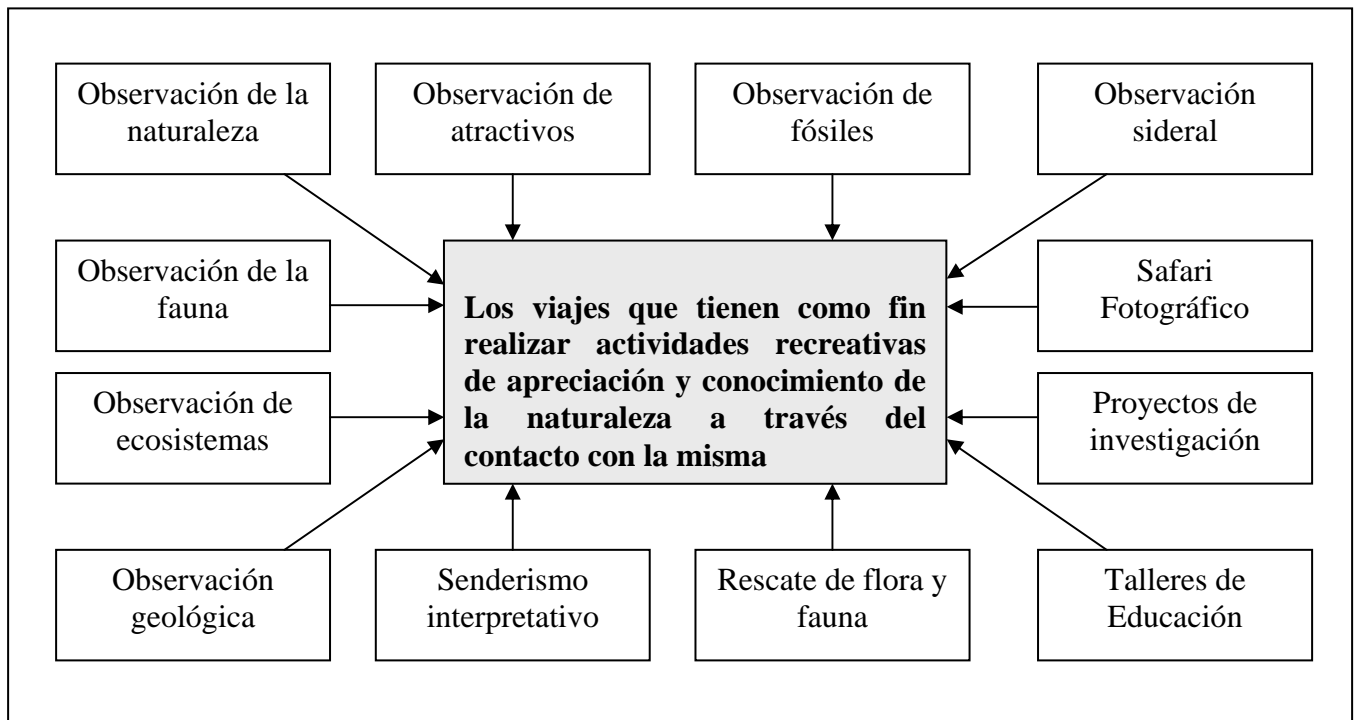 Observación de la
naturaleza
Observación de
atractivos
Observación de
fósiles
Observación
sideral
Observación de la
fauna
Los viajes que tienen como fin
realizar actividades recreativas
de apreciación y conocimiento de
la naturaleza a través del
contacto con la misma
Safari
Fotográfico
Observación de
ecosistemas
Proyectos de
investigación
Observación
geológica
Senderismo
interpretativo
Rescate de flora y
fauna
Talleres de
Educación